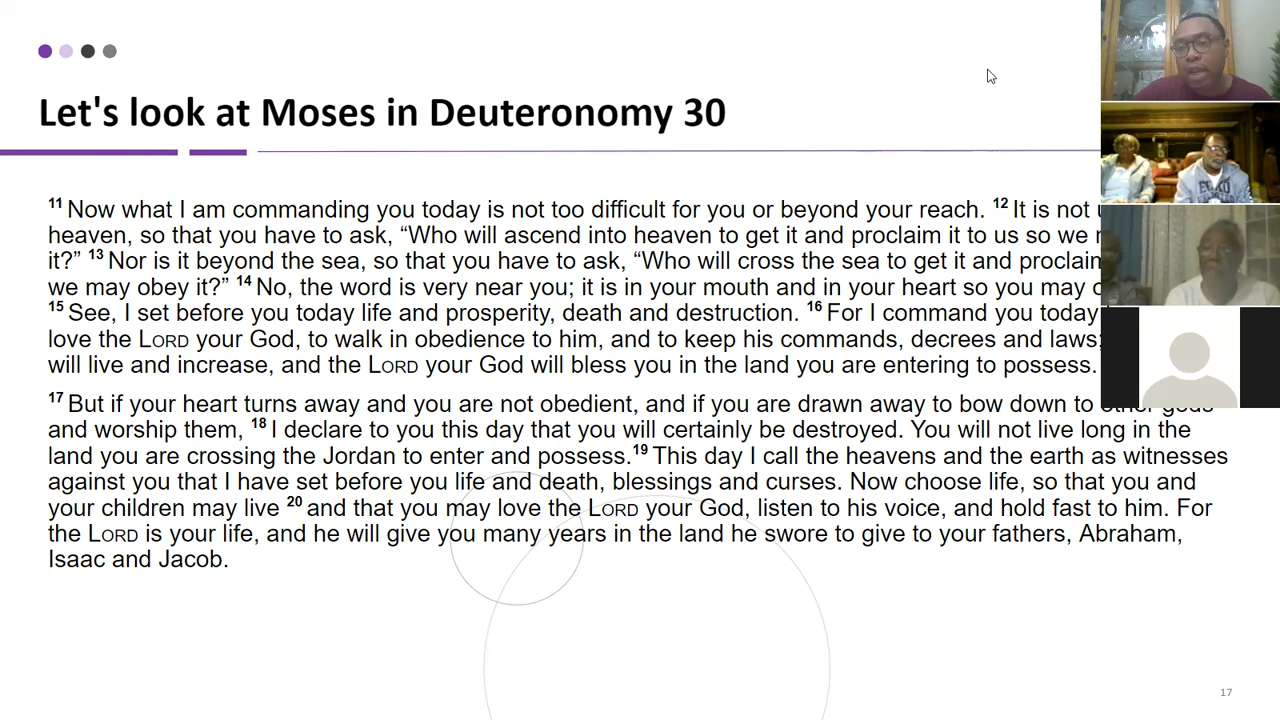 Let's look at Moses in Deuteronomy 30
11 Now what I am commanding you today is not too difficult for you or beyond your reach. 12 It is not
heaven, so that you have to ask, “Who will ascend into heaven to get it and proclaim it to us so we
it?” 13 Nor is it beyond the sea, so that you have to ask, “Who will cross the sea to get it and proclaim
we may obey it?” 14 No, the word is very near you; it is in your mouth and in your heart so you may
15 See, I set before you today life and prosperity, death and destruction. 16 For I command you today
love the LORD your God, to walk in obedience to him, and to keep his commands, decrees and laws;
will live and increase, and the LORD your God will bless you in the land you are entering to possess.
17 But if your heart turns away and you are not obedient, and if you are drawn away to bow down to other gods
and worship them, 18 I declare to you this day that you will certainly be destroyed. You will not live long in the
land you are crossing the Jordan to enter and possess.19 This day I call the heavens and the earth as witnesses
against you that I have set before you life and death, blessings and curses. Now choose life, so that you and
your children may live 20 and that you may love the LORD your God, listen to his voice, and hold fast to him. For
the LORD is your life, and he will give you many years in the land he swore to give to your fathers, Abraham,
Isaac and Jacob.
17